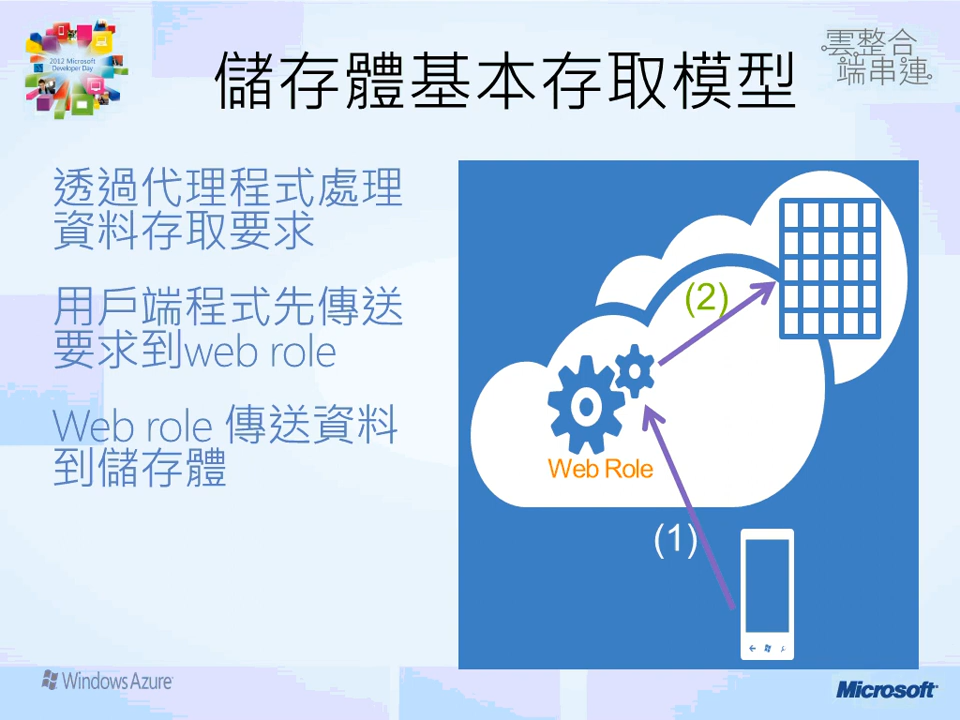 2012 Microsoft
Developer Day
雲整合
端串連
儲存體基本存取模型
透過代理程式處理
資料存取要求
用戶端程式先傳送
要求到web role
Web role 傳送資料
到儲存體
(2)
Web Role
(1)
Windows Azure
Microsoft